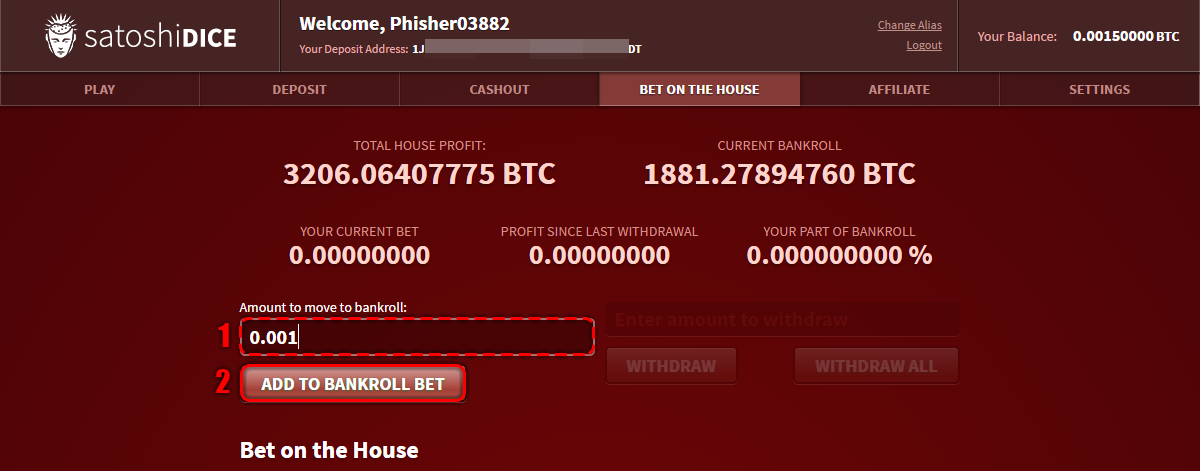 satoshiDICE
Welcome, Phisher03882
Your Deposit Address: 1J DT
Change Alias
Logout
Your Balance: 0.00150000 BTC
PLAY DEPOSIT CASHOUT BET ON THE HOUSE AFFILIATE SETTINGS
TOTAL HOUSE PROFIT:
3206.06407775 BTC
CURRENT BANKROLL
1881.27894760 BTC
YOUR CURRENT BET
0.00000000
PROFIT SINCE LAST WITHDRAWAL
0.00000000
YOUR PART OF BANKROLL
0.000000000 %
Amount to move to bankroll:
1 0.001
2 ADD TO BANKROLL BET
Enter amount to withdraw
WITHDRAW WITHDRAW ALL
Bet on the House